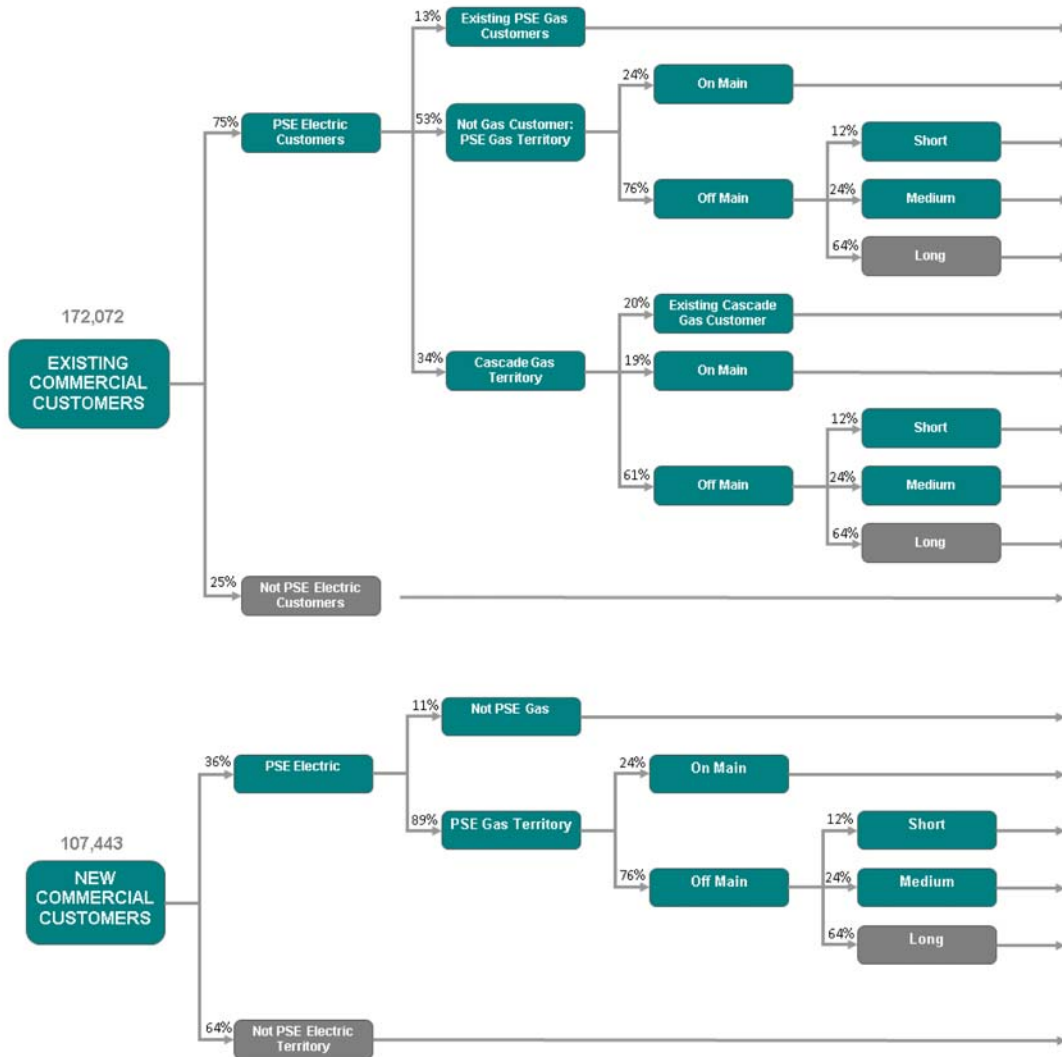 13%
Existing PSE Gas
Customers
24%
On Main
75%
PSE Electric
Customers
53%
Not Gas Customer:
PSE Gas Territory
12%
Short
76%
Off Main
24%
Medium
64%
Long
172,072
EXISTING
COMMERCIAL
CUSTOMERS
20%
Existing Cascade
Gas Customer
34%
Cascade Gas
Territory
19%
On Main
12%
Short
61%
Off Main
24%
Medium
64%
Long
25%
Not PSE Electric
Customers
11%
Not PSE Gas
36%
PSE Electric
24%
On Main
89%
PSE Gas Territory
12%
Short
107,443
NEW
COMMERCIAL
CUSTOMERS
76%
Off Main
24%
Medium
64%
Long
64%
Not PSE Electric
Territory